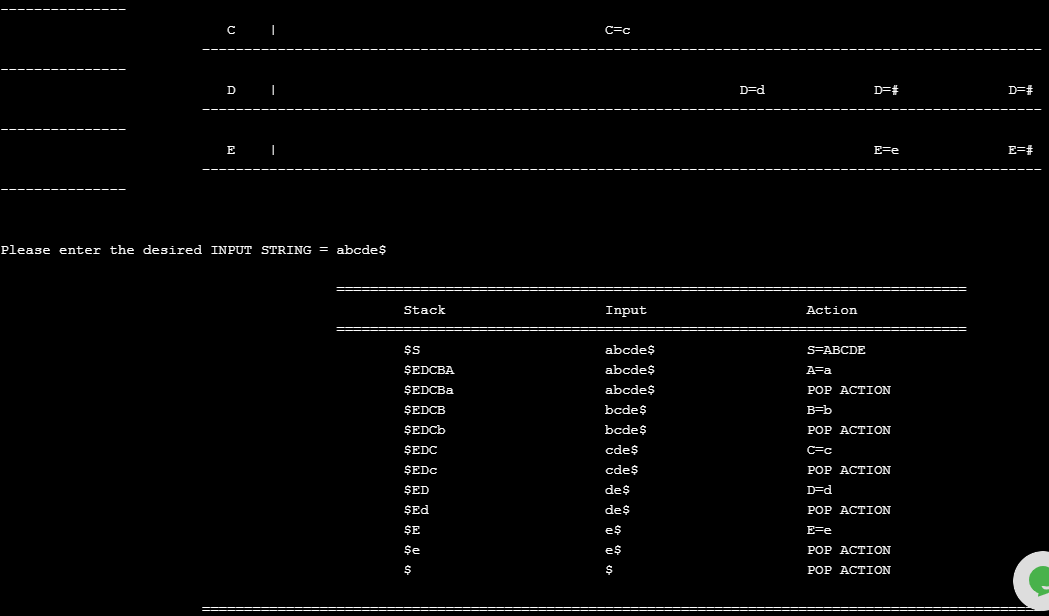 ---------------
C | C=c
----------------------------------------------------------------------------------------------------
---------------
D | D=d D=# D=#
----------------------------------------------------------------------------------------------------
---------------
E | E=e E=#
----------------------------------------------------------------------------------------------------
---------------
Please enter the desired INPUT STRING = abcde$
===========================================================================
Stack Input Action
===========================================================================
$S abcde$ S=ABCDE
$EDCBA abcde$ A=a
$EDCBa abcde$ POP ACTION
$EDCB bcde$ B=b
$EDCb bcde$ POP ACTION
$EDC cde$ C=c
$EDc cde$ POP ACTION
$ED de$ D=d
$Ed de$ POP ACTION
$E e$ E=e
$e e$ POP ACTION
$ $ POP ACTION
====================================================================================================